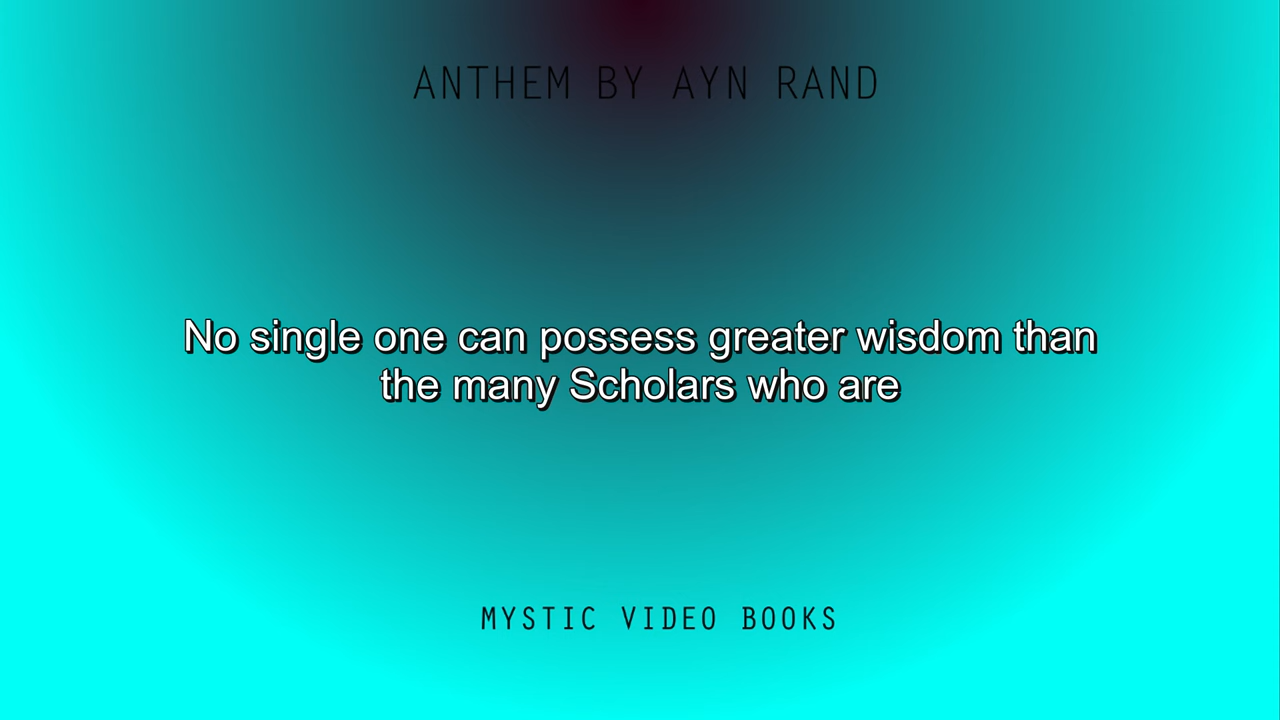 ANTHEM BY AYN RAND
No single one can possess greater wisdom than
the many Scholars who are
MYSTIC VIDEO BOOKS